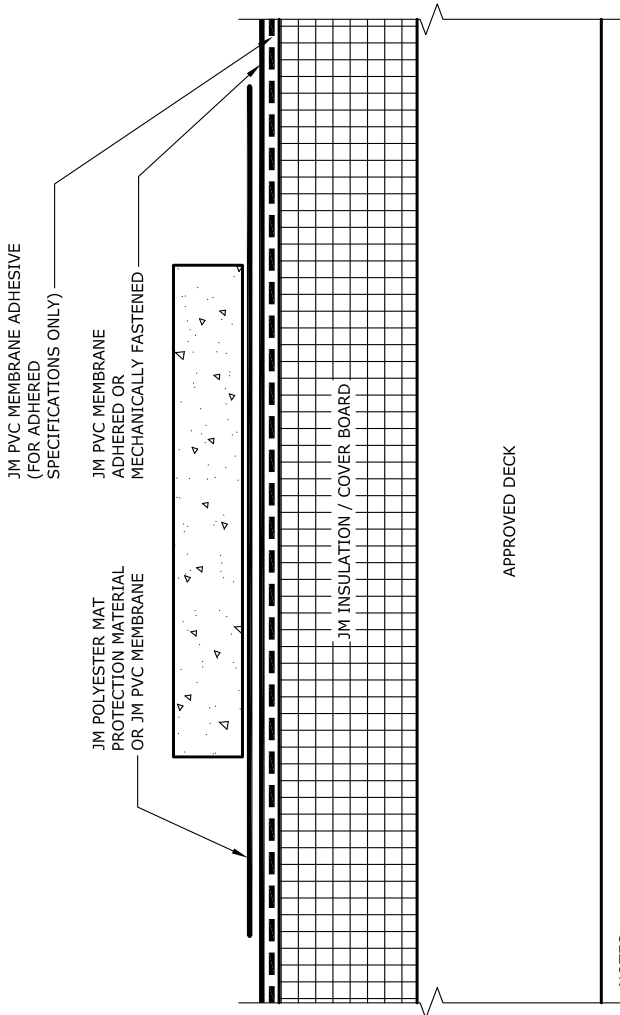 JM PVC MEMBRANE ADHESIVE
(FOR ADHERED
SPECIFICATIONS ONLY)
JM POLYESTER MAT
PROTECTION MATERIAL
OR JM PVC MEMBRANE
JM PVC MEMBRANE
ADHERED OR
MECHANICALLY FASTENED
JM INSULATION / COVER BOARD
APPROVED DECK